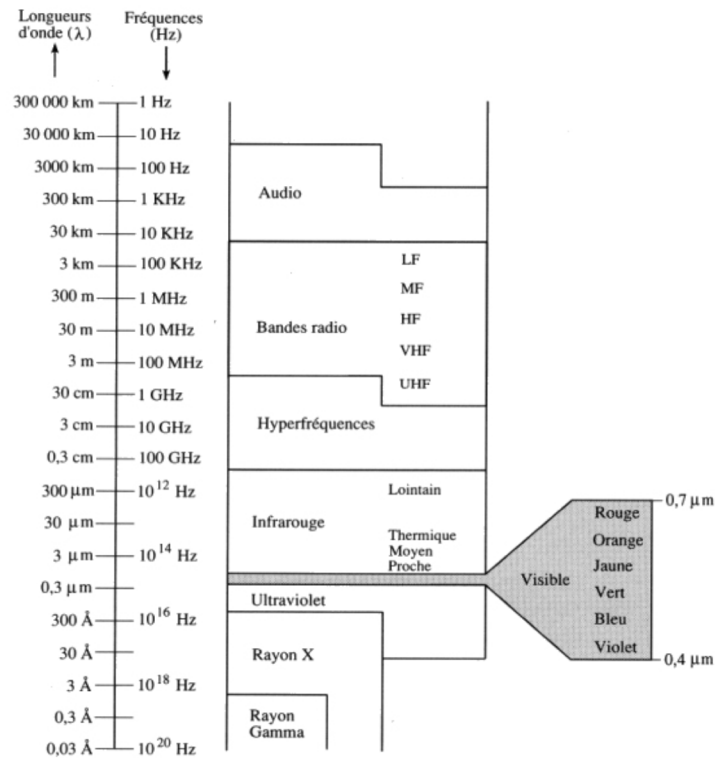 Longueurs
d'onde (λ)
Fréquences
(Hz)
300 000 km 1 Hz
30 000 km 10 Hz
3000 km 100 Hz
300 km 1 KHz
30 km 10 KHz
3 km 100 KHz
300 m 1 MHz
30 m 10 MHz
3 m 100 MHz
30 cm 1 GHz
3 cm 10 GHz
0,3 cm 100 GHz
300 μm 10¹² Hz
30 μm
3 μm 10¹⁴ Hz
0,3 μm
300 Å 10¹⁶ Hz
30 Å
3 Å 10¹⁸ Hz
0,3 Å
0,03 Å 10²⁰ Hz
Audio
Bandes radio
LF
MF
HF
VHF
UHF
Hyperfréquences
Infrarouge
Lointain
Thermique
Moyen
Proche
Ultraviolet
Rayon X
Rayon
Gamma
Visible
0,7 μm
Rouge
Orange
Jaune
Vert
Bleu
Violet
0,4 μm